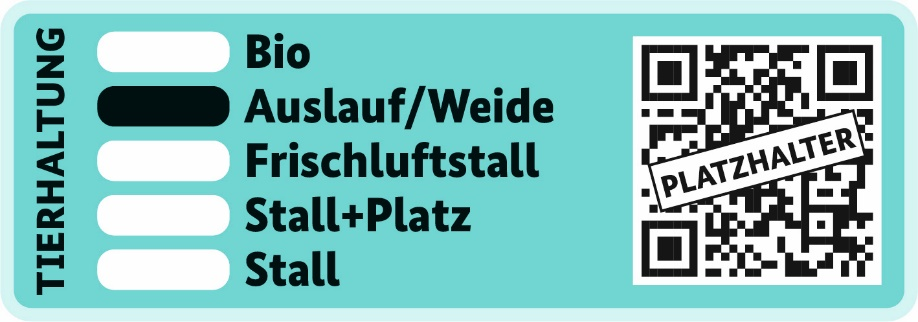 TIERHALTUNG
Bio
Auslauf/Weide
Frischluftstall
Stall+Platz
Stall
PLATZHALTER